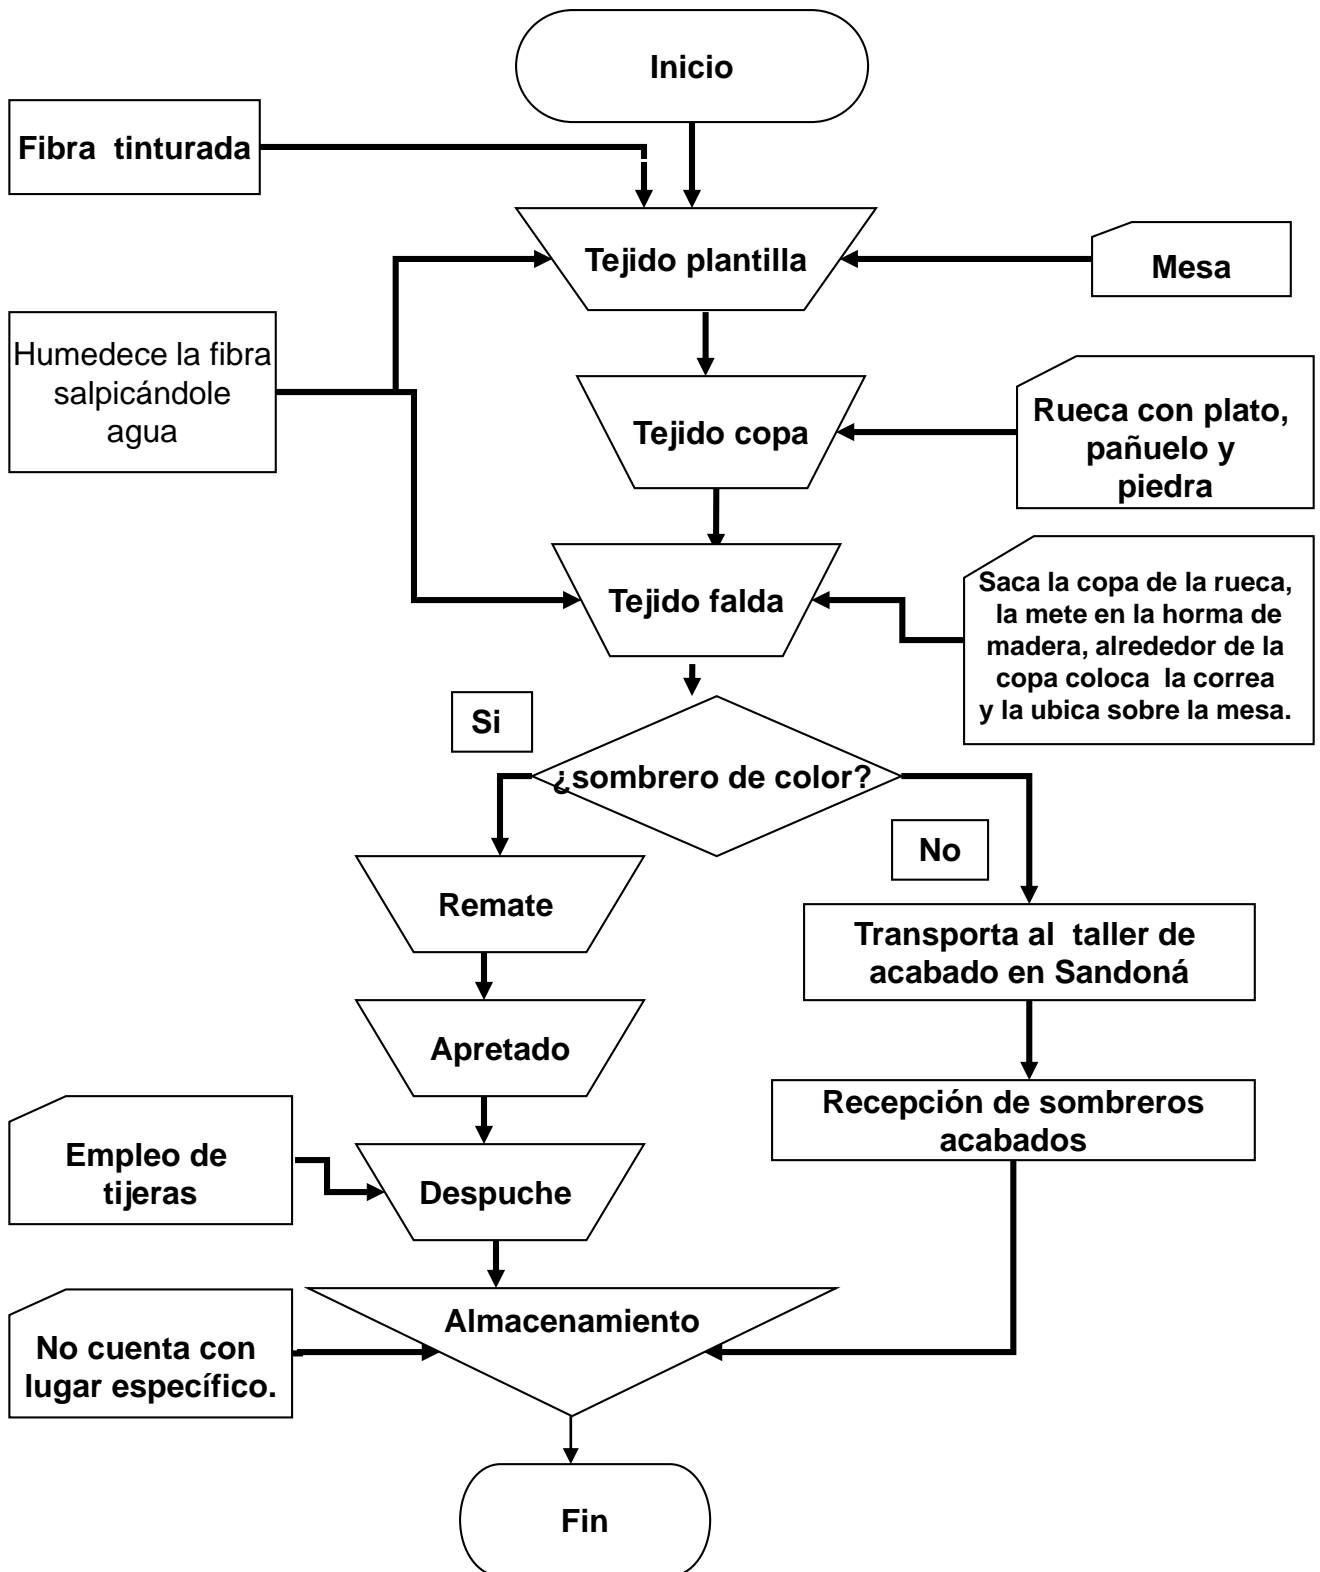 Inicio
Fibra tinturada
Tejido plantilla
Mesa
Humedece la fibra
salpicándole
agua
Rueca con plato,
pañuelo y
piedra
Tejido copa
Saca la copa de la rueca,
la mete en la horma de
madera, alrededor de la
copa coloca la correa
y la ubica sobre la mesa.
Tejido falda
Si
¿sombrero de color?
No
Remate
Transporta al taller de
acabado en Sandoná
Apretado
Recepción de sombreros
acabados
Empleo de
tijeras
Despuche
Almacenamiento
No cuenta con
lugar específico.
Fin